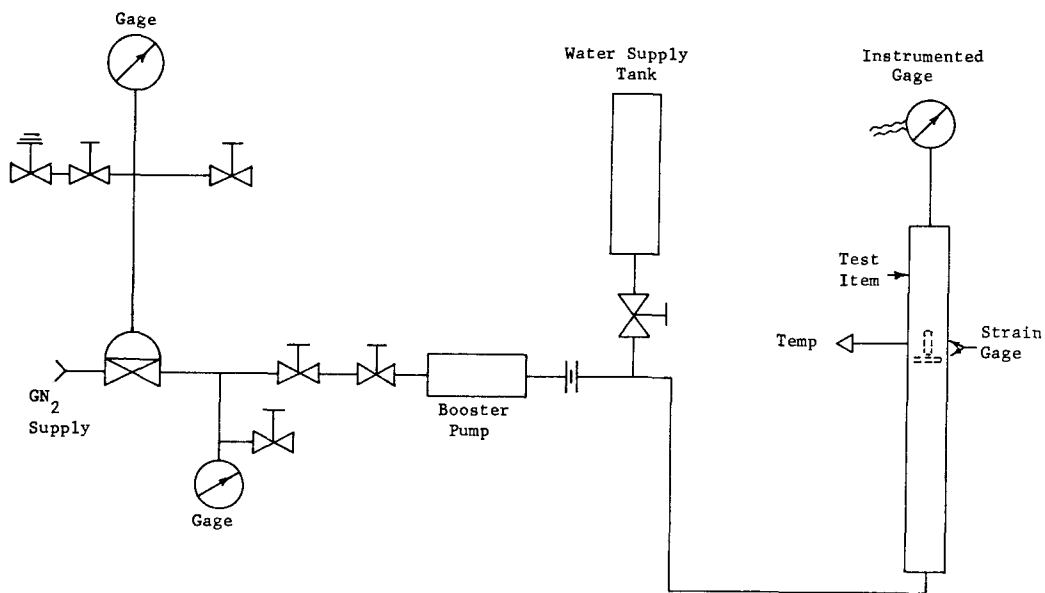 Gage
Water Supply
Tank
Instrumented
Gage
Test
Item
Temp
Strain
Gage
GN2
Supply
Booster
Pump
Gage